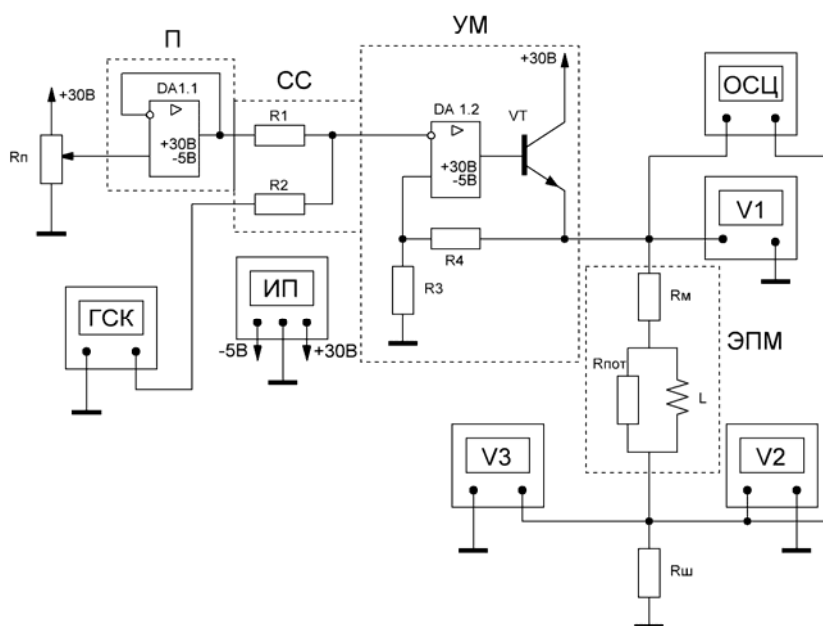 П
СС
УМ
+30В
ОСЦ
+30В
DA1.1
R1
DA 1.2
VT
Rп
+30В
-5В
+30В
-5В
R2
V1
R4
ГСК
ИП
R3
Rм
-5В
+30В
ЭПМ
Rпот
L
V3
V2
Rш